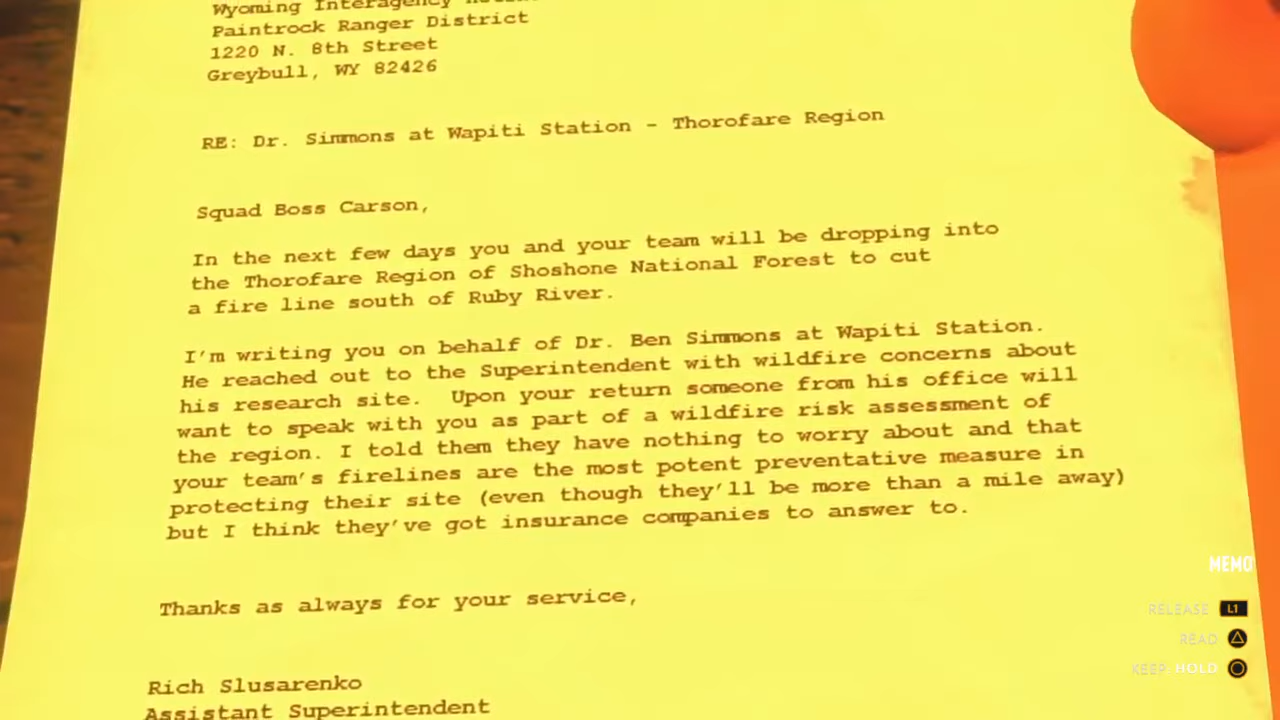 Wyoming Interagency
Paintrock Ranger District
1220 N. 8th Street
Greybull, WY 82426
RE: Dr. Simmons at Wapiti Station - Thorofare Region
Squad Boss Carson,
In the next few days you and your team will be dropping into
the Thorofare Region of Shoshone National Forest to cut
a fire line south of Ruby River.
I'm writing you on behalf of Dr. Ben Simmons at Wapiti Station.
He reached out to the Superintendent with wildfire concerns about
his research site.  Upon your return someone from his office will
want to speak with you as part of a wildfire risk assessment of
the region. I told them they have nothing to worry about and that
your team's firelines are the most potent preventative measure in
protecting their site (even though they'll be more than a mile away)
but I think they've got insurance companies to answer to.
Thanks as always for your service,
Rich Slusarenko
Assistant Superintendent
MEMO
RELEASE L1
READ
KEEP: HOLD